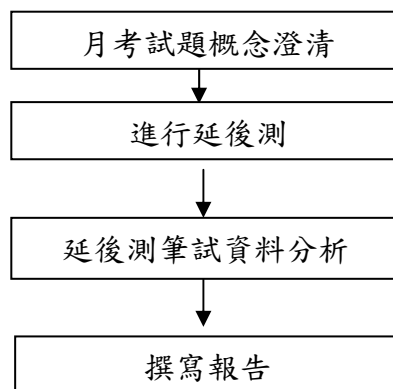 月考試題概念澄清
進行延後測
延後測筆試資料分析
撰寫報告